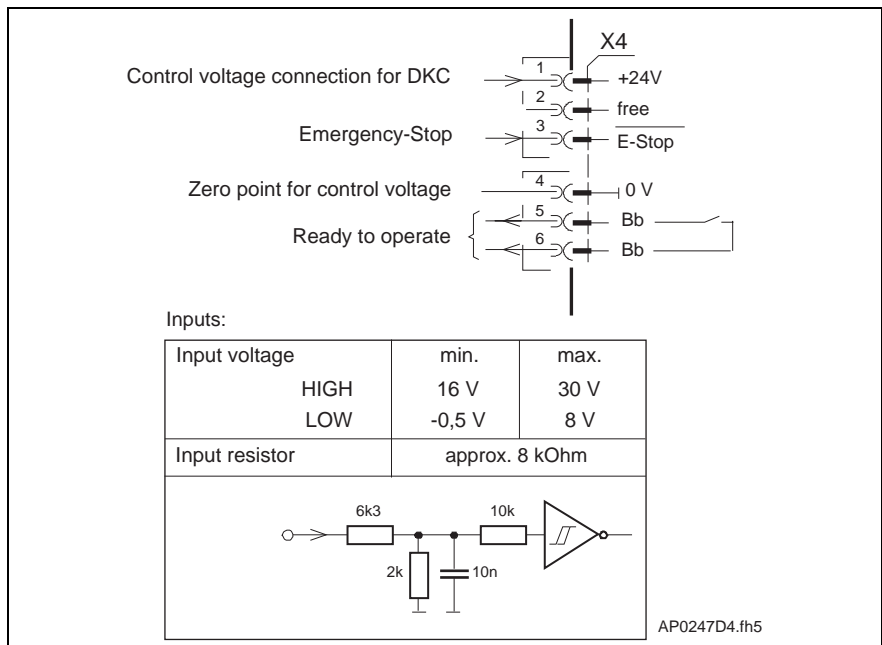 X4
Control voltage connection for DKC 1 +24V
2 free
Emergency-Stop 3 E-Stop
Zero point for control voltage 4 0 V
5 Bb
Ready to operate
6 Bb
Inputs:
Input voltage min. max.
HIGH 16 V 30 V
LOW -0,5 V 8 V
Input resistor approx. 8 kOhm
6k3 10k
2k 10n
AP0247D4.fh5